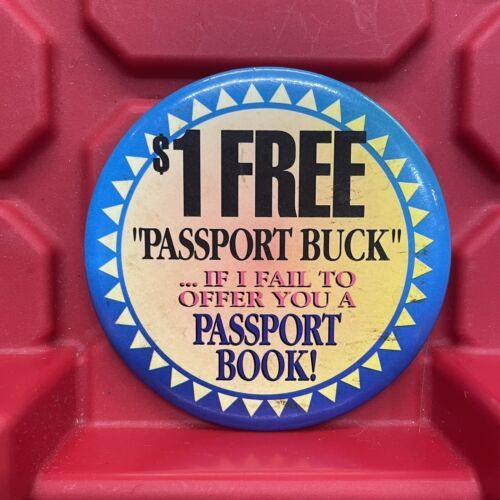 $1 FREE
"PASSPORT BUCK"
... IF I FAIL TO
OFFER YOU A
PASSPORT
BOOK!